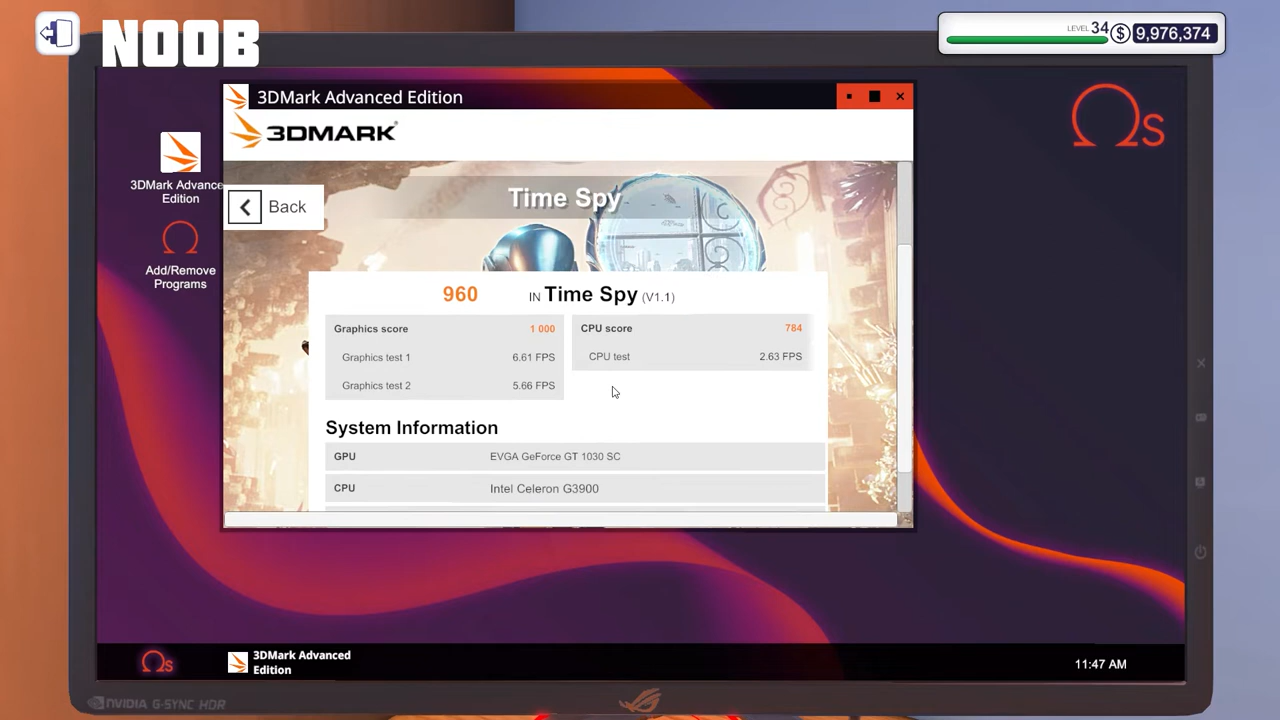 NOOB
LEVEL 34 $ 9,976,374
3DMark Advanced Edition
3DMARK
ΩS
3DMark Advance
Edition
Back
Time Spy
Add/Remove
Programs
960 IN Time Spy (V1.1)
Graphics score 1 000
Graphics test 1 6.61 FPS
Graphics test 2 5.66 FPS
CPU score 784
CPU test 2.63 FPS
System Information
GPU EVGA GeForce GT 1030 SC
CPU Intel Celeron G3900
ΩS
3DMark Advanced
Edition
11:47 AM
NVIDIA G-SYNC HDR